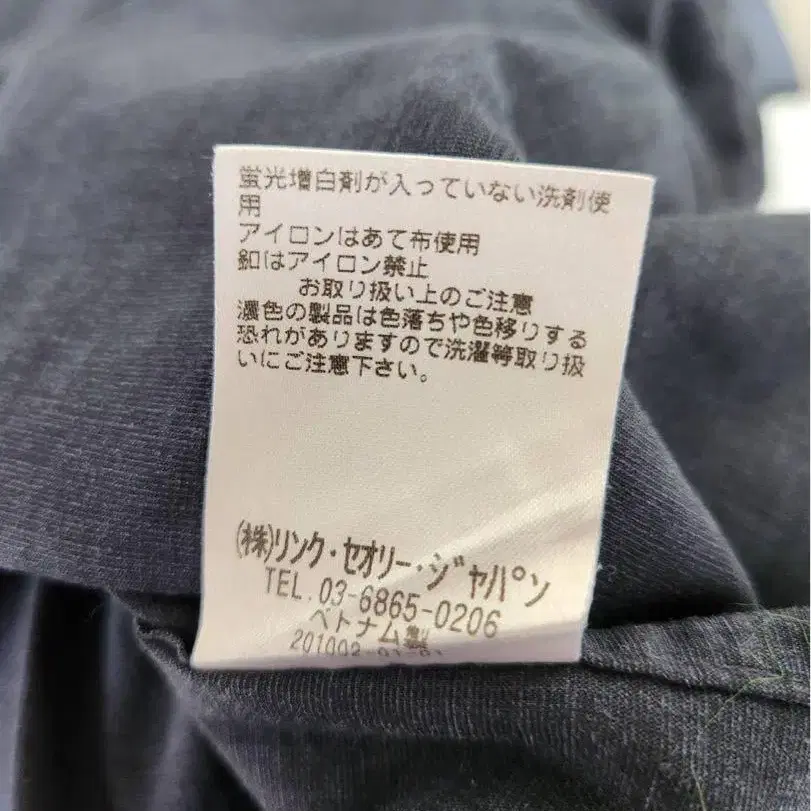 蛍光増白剤が入っていない洗剤使
用
アイロンはあて布使用
釦はアイロン禁止
お取り扱い上のご注意
濃色の製品は色落ちや色移りする
恐れがありますので洗濯等取り扱
いにご注意下さい。
(株)リンク・セオリー・ジャパン
TEL.03-6865-0206
ベトナム製